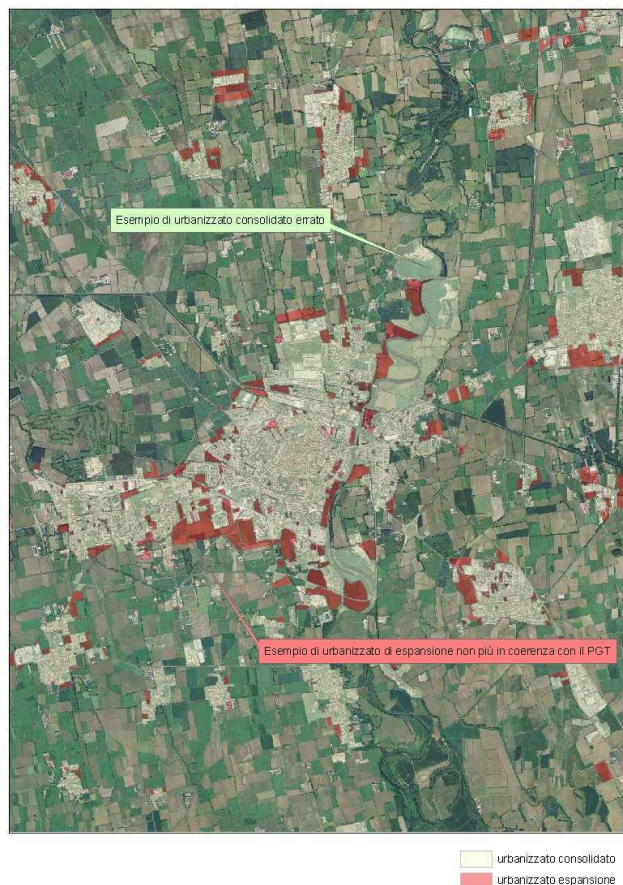 Esempio di urbanizzato consolidato errato
Esempio di urbanizzato di espansione non più in coerenza con il PGT
urbanizzato consolidato
urbanizzato espansione